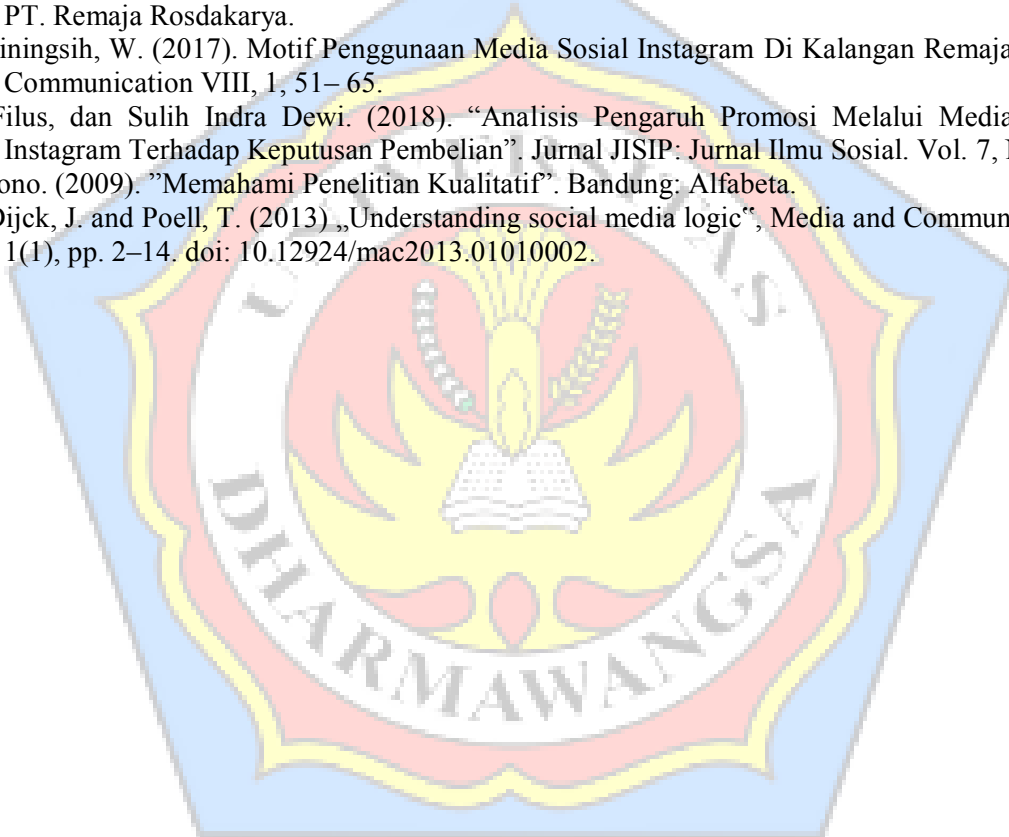 PT. Remaja Rosdakarya.
iningsih, W. (2017). Motif Penggunaan Media Sosial Instagram Di Kalangan Remaja
Communication VIII, 1, 51– 65.
Filus, dan Sulih Indra Dewi. (2018). “Analisis Pengaruh Promosi Melalui Media
Instagram Terhadap Keputusan Pembelian”. Jurnal JISIP: Jurnal Ilmu Sosial. Vol. 7,
ono. (2009). ”Memahami Penelitian Kualitatif”. Bandung: Alfabeta.
Dijck, J. and Poell, T. (2013) „Understanding social media logic‟, Media and Commun
1(1), pp. 2–14. doi: 10.12924/mac2013.01010002.
UNIVERSITAS
DHARMAWANGSA